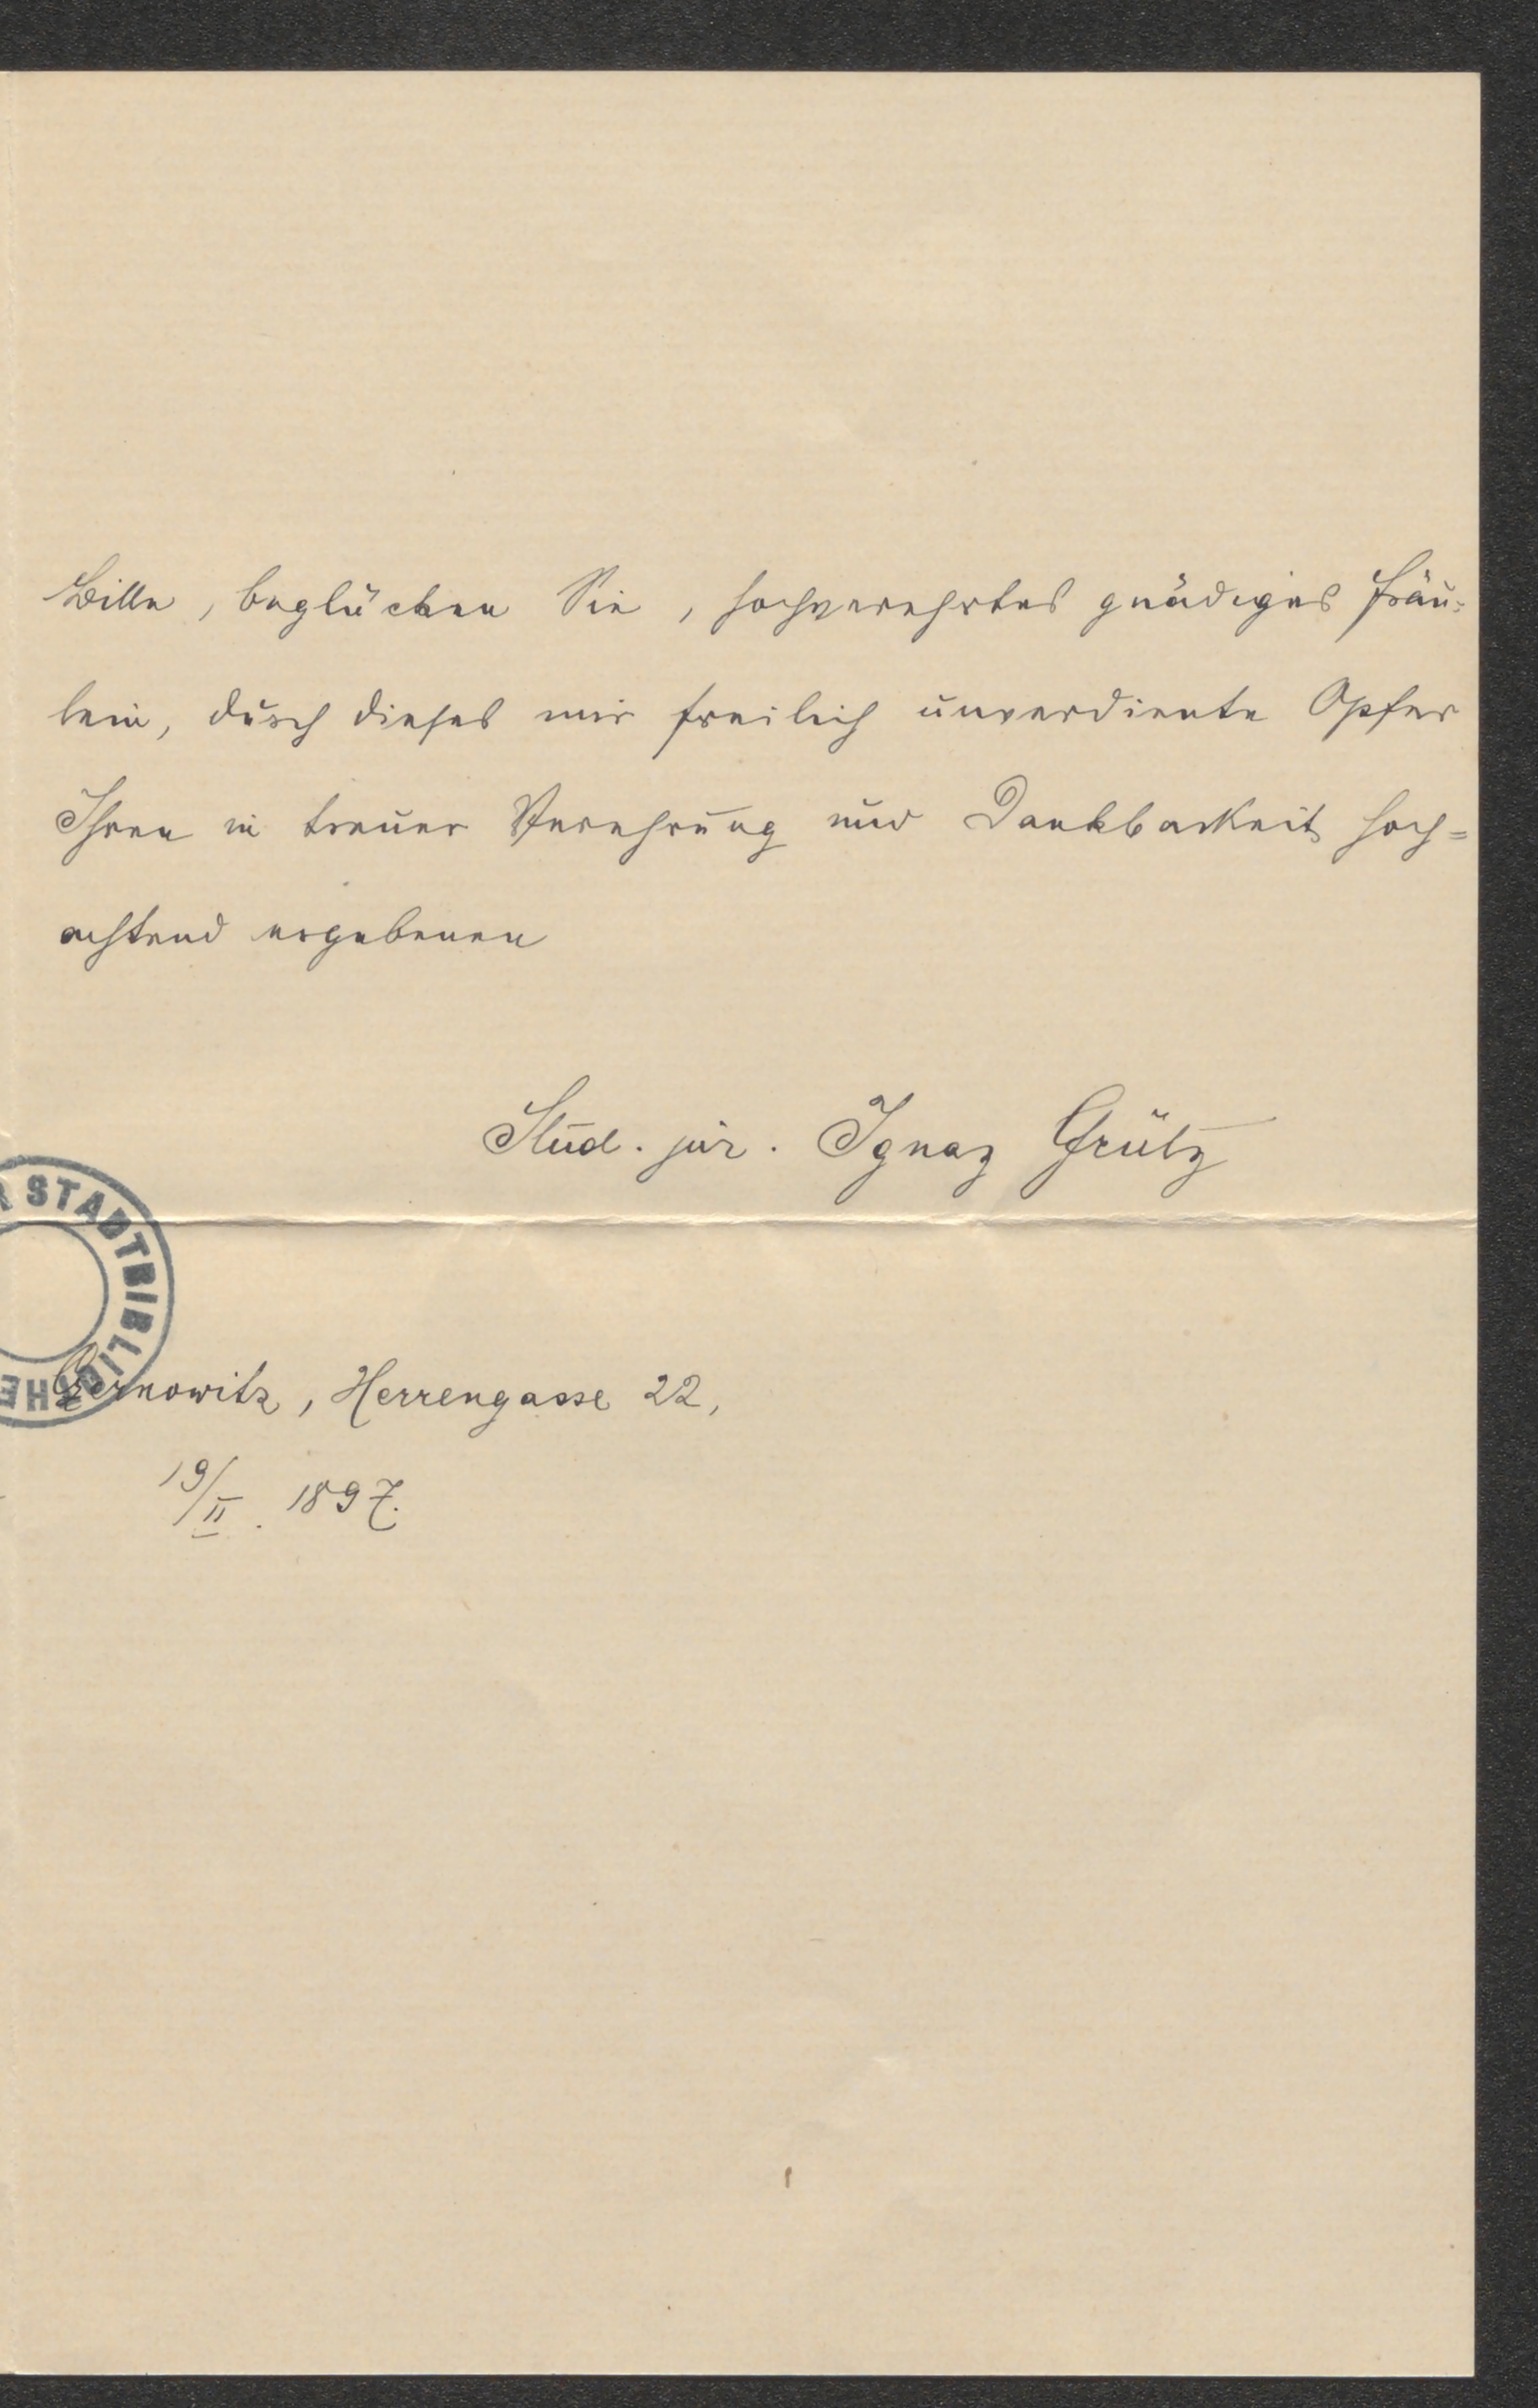 Bitte, beglücken Sie, hochverehrtes gnädiges Fräu-
lein, durch dieses mir freilich unverdiente Opfer
Ihren in treuer Verehrung und Dankbarkeit hoch=
achtend ergebenen
Stud. jur. Ignaz Grütz
STADTBIBLIOTHEK
Czernowitz, Herrengasse 22,
19/II. 1897.